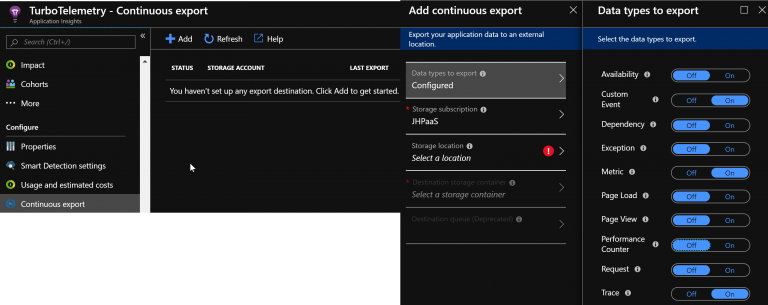 TurboTelemetry - Continuous export
Application Insights
Search (Ctrl+/)
Impact
Cohorts
More
Configure
Properties
Smart Detection settings
Usage and estimated costs
Continuous export
Add Refresh Help
STATUS STORAGE ACCOUNT LAST EXPORT
You haven't set up any export destination. Click Add to get started.
Add continuous export
Export your application data to an external
location.
Data types to export
Configured
* Storage subscription
JHPaaS
Storage location
Select a location
* Destination storage container
Select a storage container
Destination queue (Deprecated)
Data types to export
Select the data types to export.
Availability Off On
Custom
Event Off On
Dependency Off On
Exception Off On
Metric Off On
Page Load Off On
Page View Off On
Performance
Counter Off On
Request Off On
Trace Off On